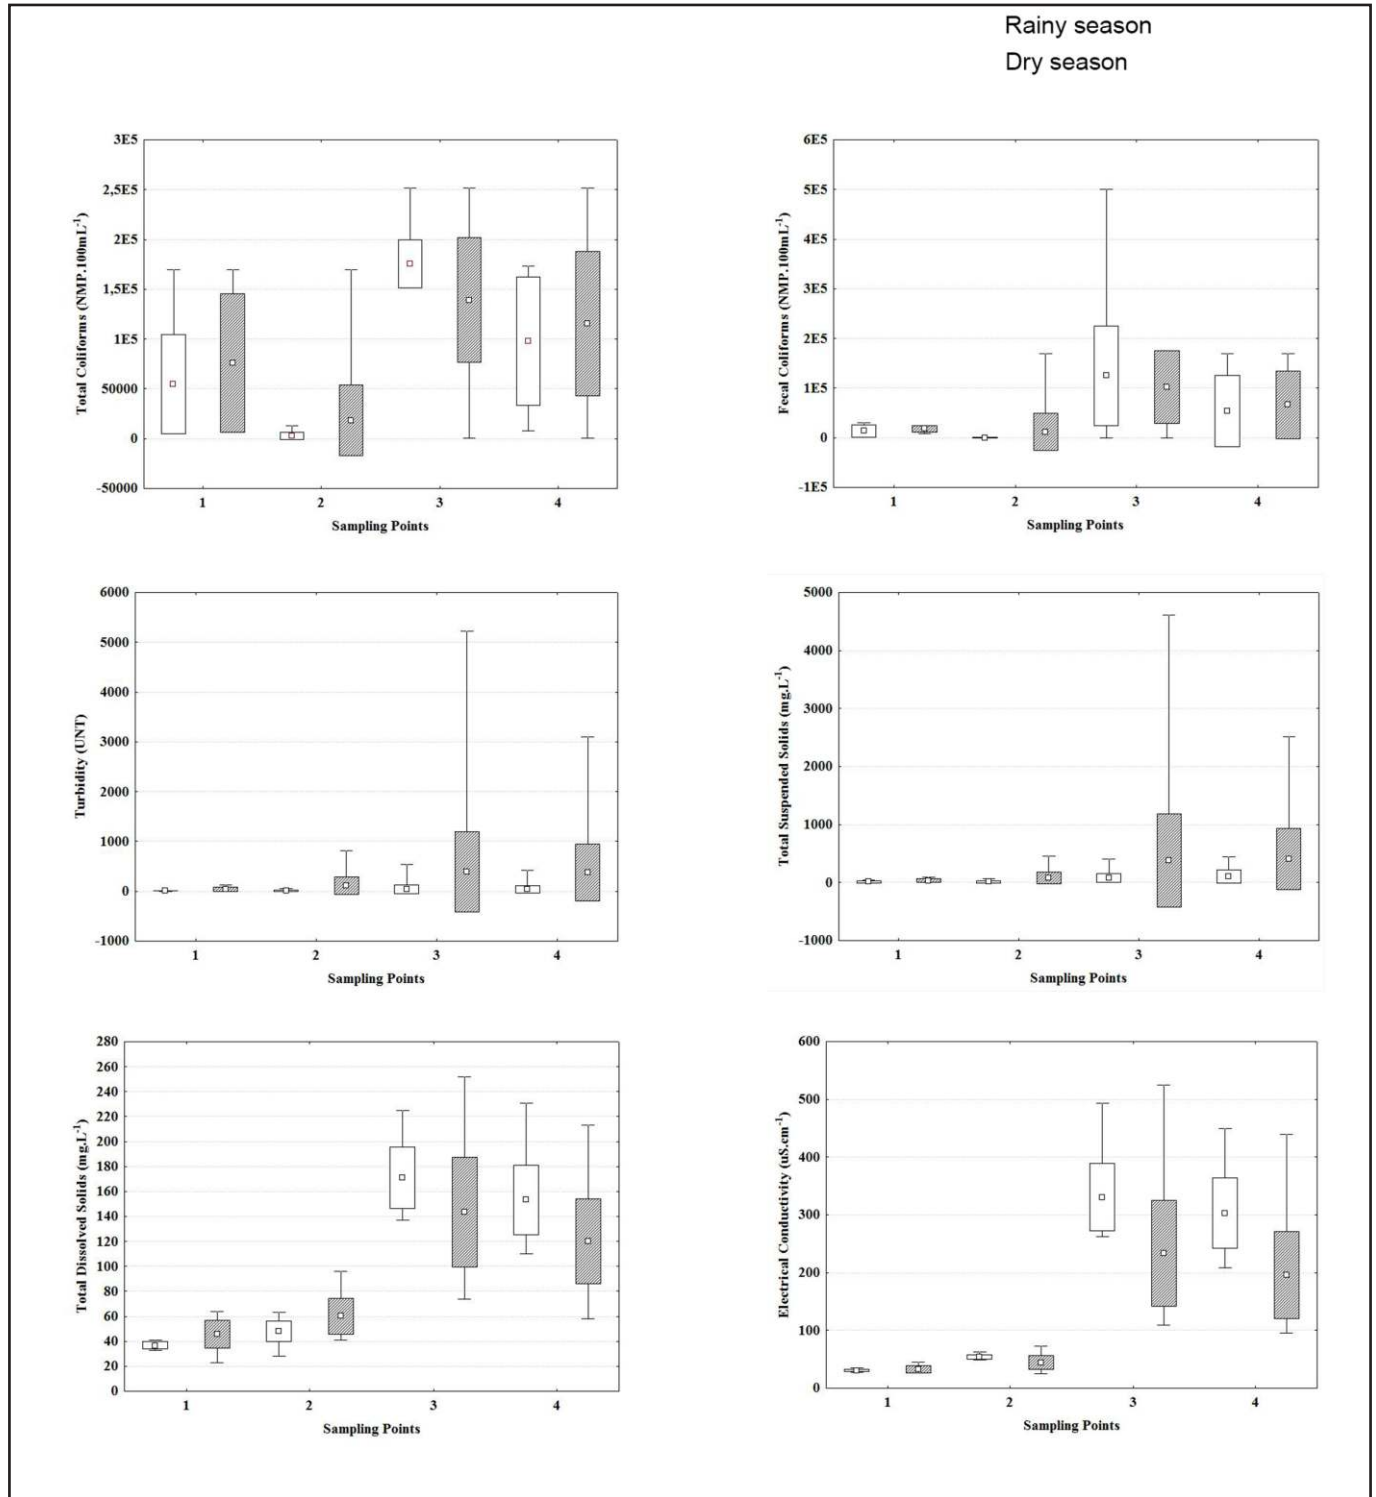 Rainy season
Dry season
Total Coliforms (NMP.100mL⁻¹)
3E5
2,5E5
2E5
1,5E5
1E5
50000
0
-50000
1 2 3 4
Sampling Points
Fecal Coliforms (NMP.100mL⁻¹)
6E5
5E5
4E5
3E5
2E5
1E5
0
-1E5
1 2 3 4
Sampling Points
Turbidity (UNT)
6000
5000
4000
3000
2000
1000
0
-1000
1 2 3 4
Sampling Points
Total Suspended Solids (mg.L⁻¹)
5000
4000
3000
2000
1000
0
-1000
1 2 3 4
Sampling Points
Total Dissolved Solids (mg.L⁻¹)
280
260
240
220
200
180
160
140
120
100
80
60
40
20
0
1 2 3 4
Sampling Points
Electrical Conductivity (uS.cm⁻¹)
600
500
400
300
200
100
0
1 2 3 4
Sampling Points